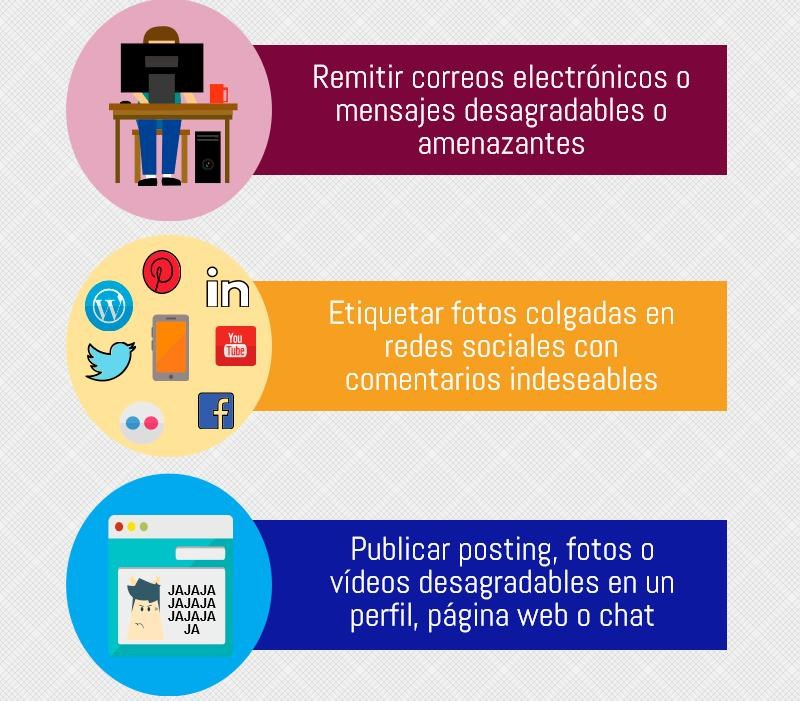 Remitir correos electrónicos o
mensajes desagradables o
amenazantes
in
You
Tube
Etiquetar fotos colgadas en
redes sociales con
comentarios indeseables
Publicar posting, fotos o
vídeos desagradables en un
perfil, página web o chat
JAJAJA
JAJAJA
JAJAJA
JA